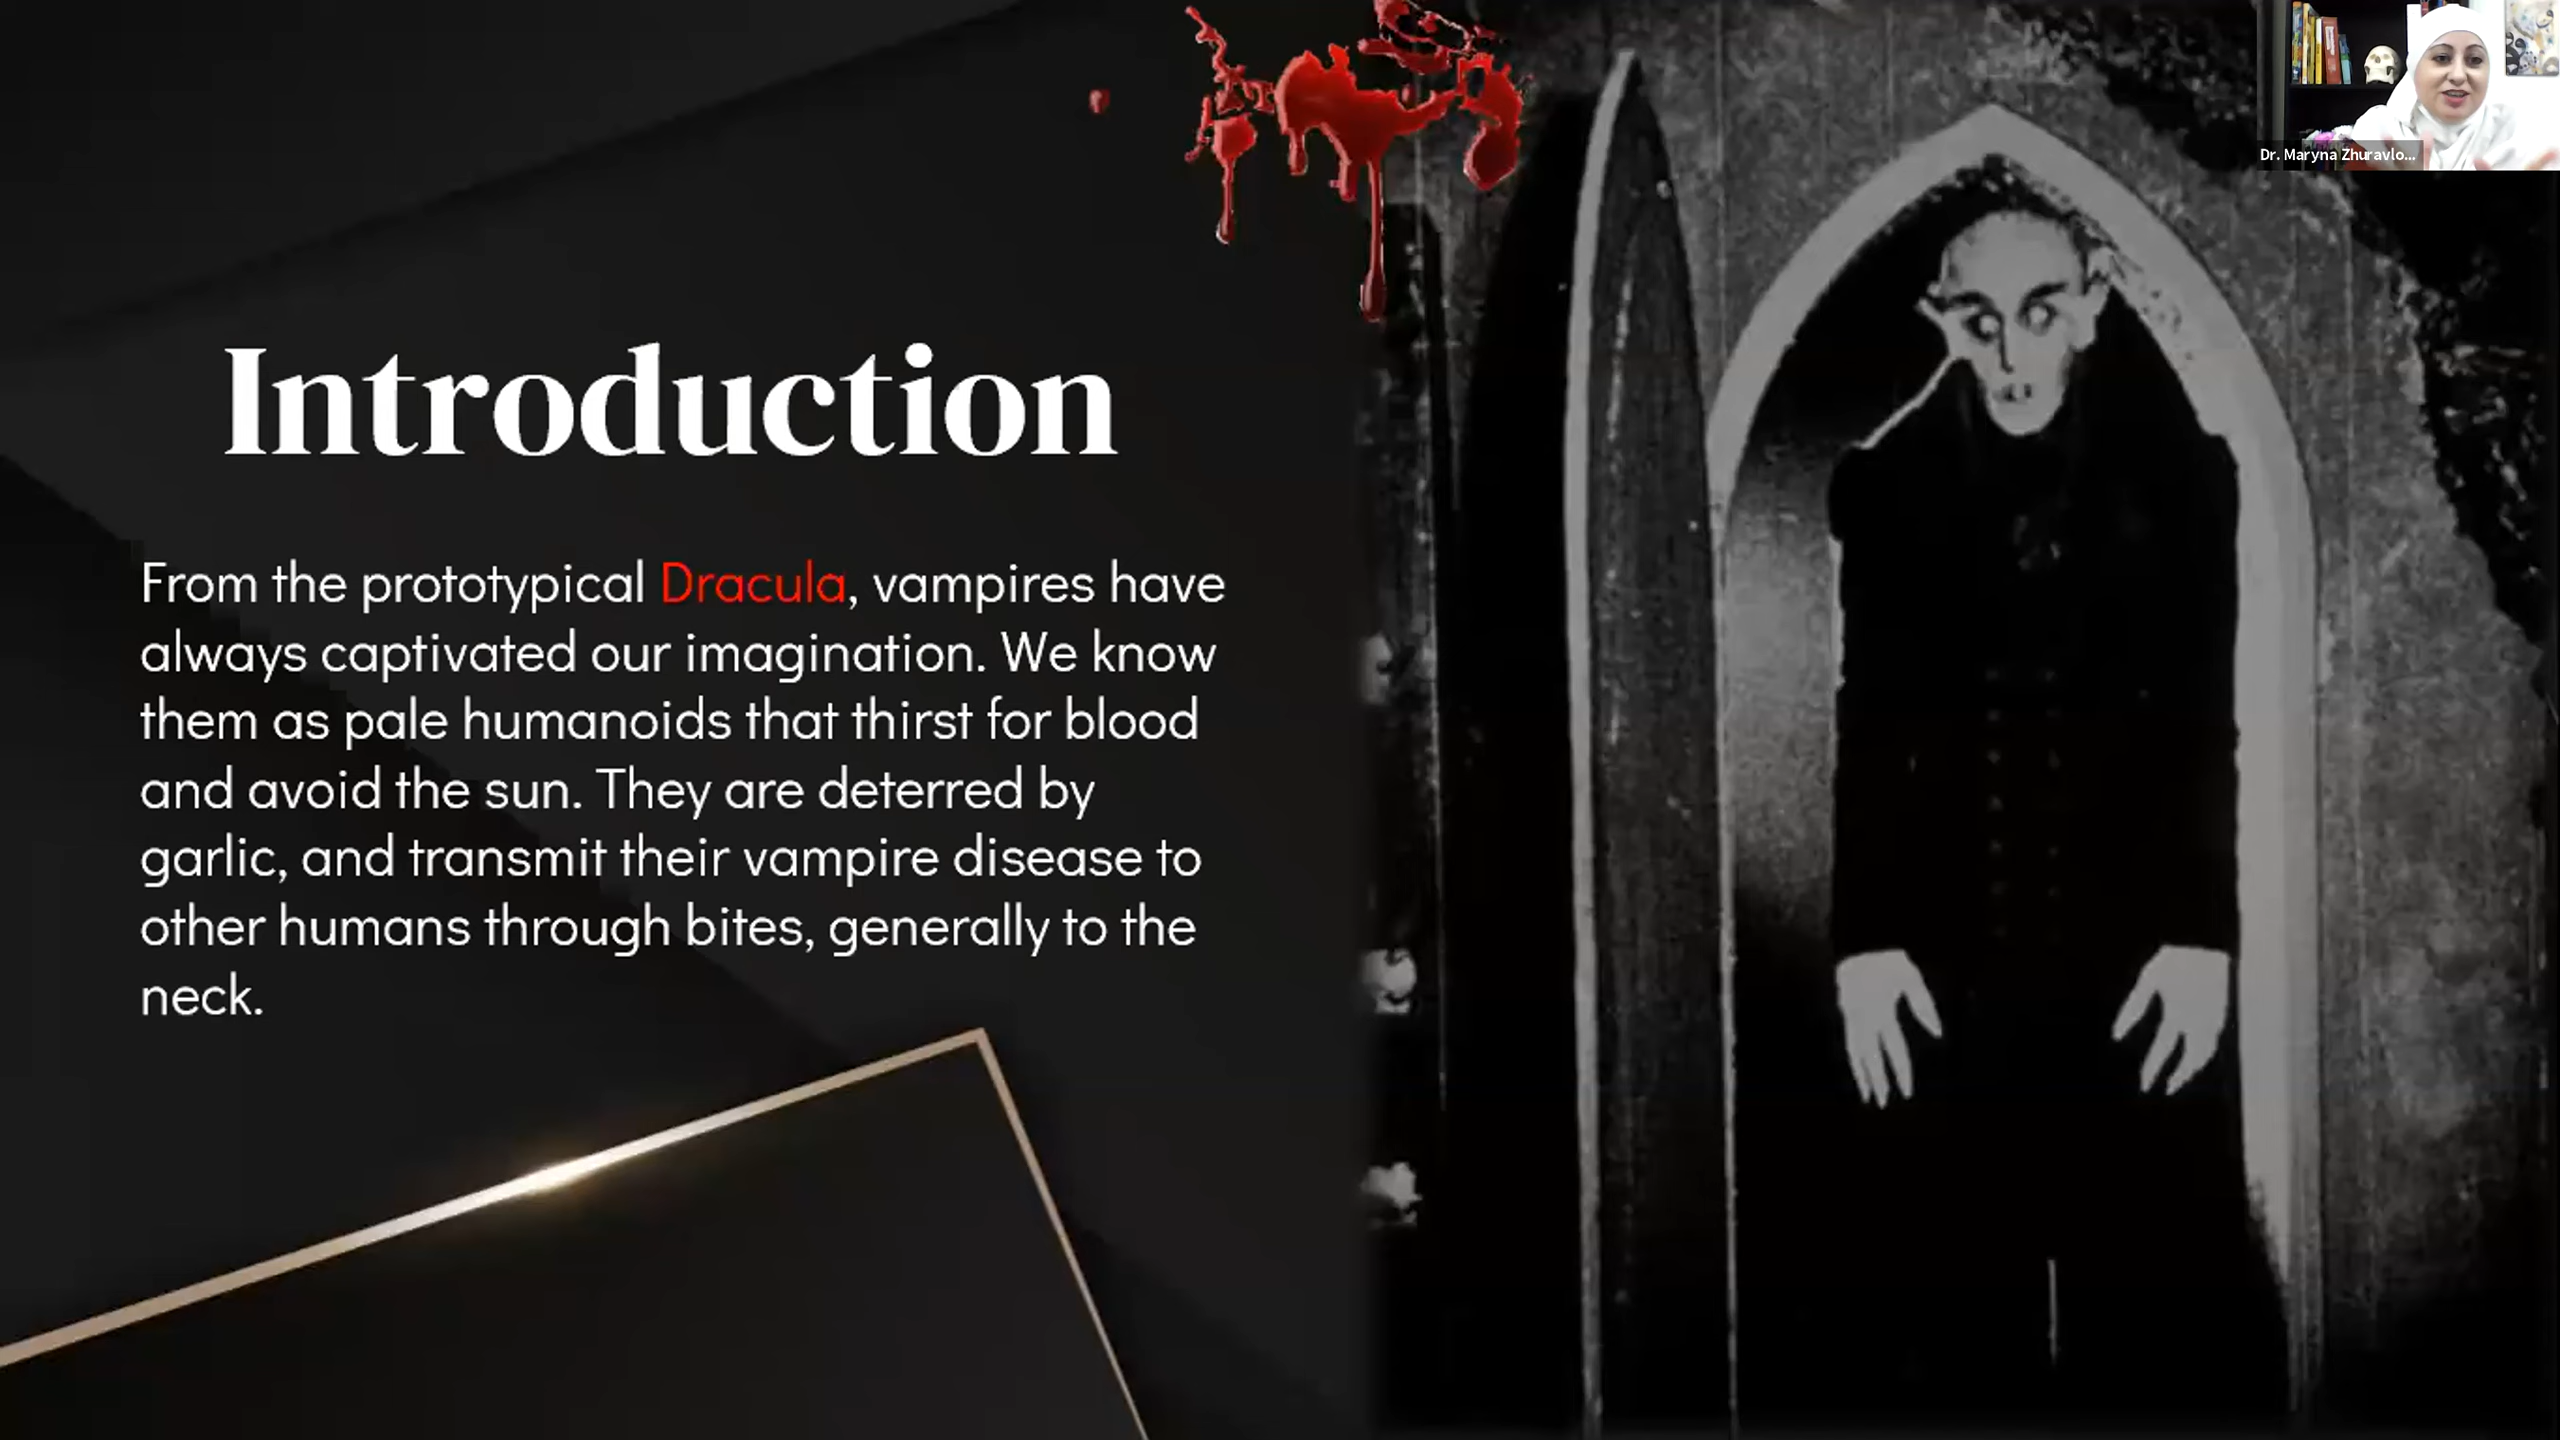 Dr. Maryna Zhuravlo...
Introduction
From the prototypical Dracula, vampires have
always captivated our imagination. We know
them as pale humanoids that thirst for blood
and avoid the sun. They are deterred by
garlic, and transmit their vampire disease to
other humans through bites, generally to the
neck.